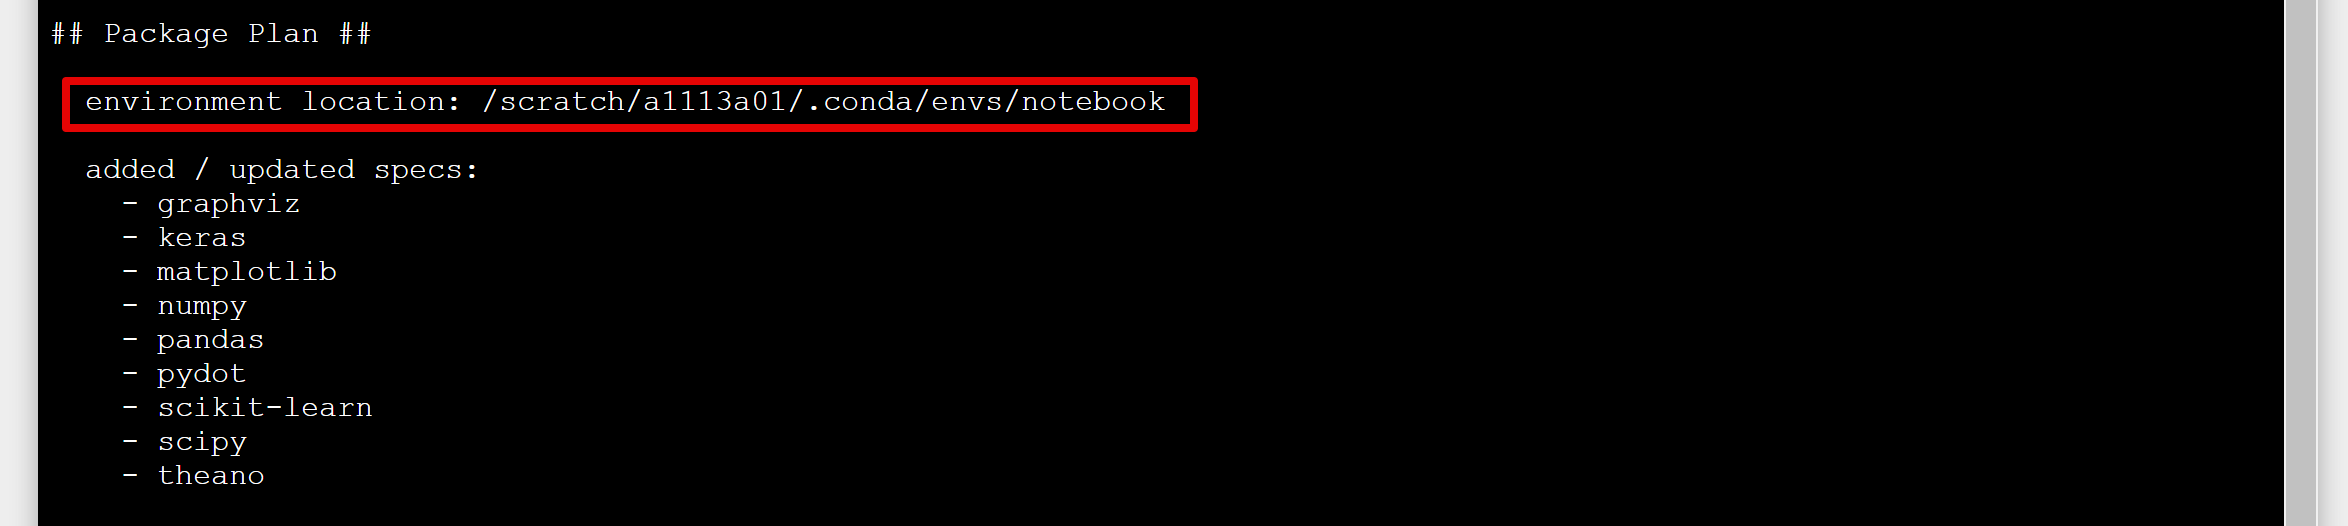 ## Package Plan ##
environment location: /scratch/a1113a01/.conda/envs/notebook
added / updated specs:
- graphviz
- keras
- matplotlib
- numpy
- pandas
- pydot
- scikit-learn
- scipy
- theano